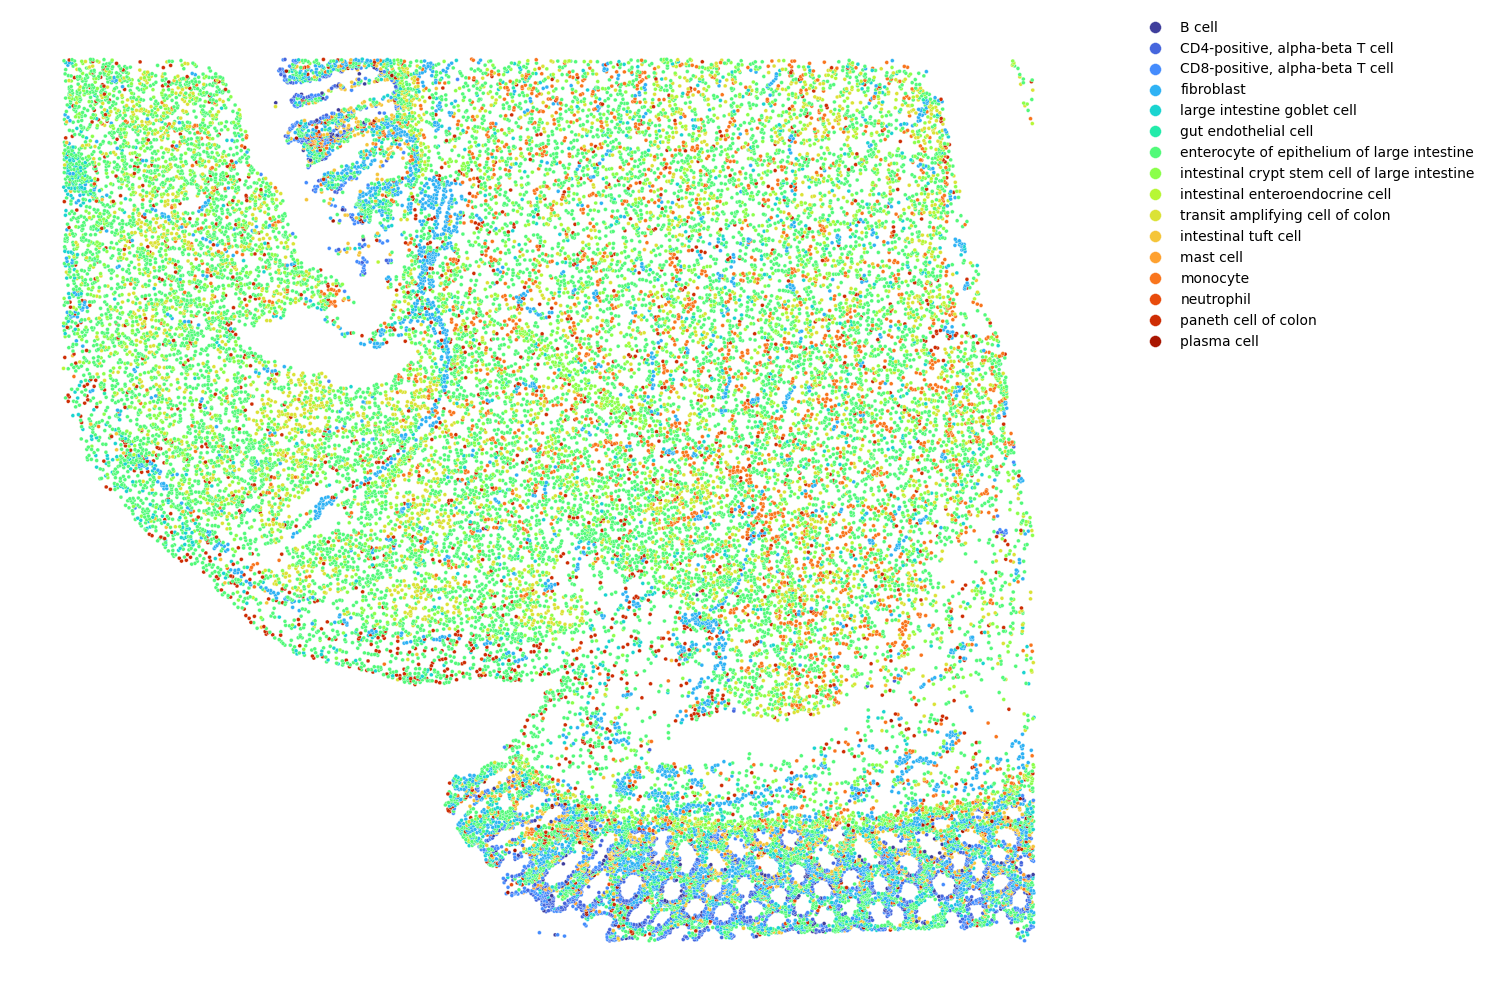 B cell
CD4-positive, alpha-beta T cell
CD8-positive, alpha-beta T cell
fibroblast
large intestine goblet cell
gut endothelial cell
enterocyte of epithelium of large intestine
intestinal crypt stem cell of large intestine
intestinal enteroendocrine cell
transit amplifying cell of colon
intestinal tuft cell
mast cell
monocyte
neutrophil
paneth cell of colon
plasma cell